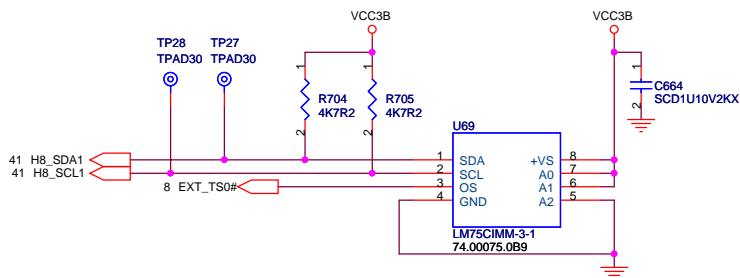 VCC3B
VCC3B
TP28
TPAD30
TP27
TPAD30
1
1
1
R704
4K7R2
R705
4K7R2
C664
SCD1U10V2KX
2
2
2
U69
41 H8_SDA1
1 SDA +VS 8
41 H8_SCL1
2 SCL A0 7
8 EXT_TS0#
3 OS A1 6
4 GND A2 5
LM75CIMM-3-1
74.00075.0B9